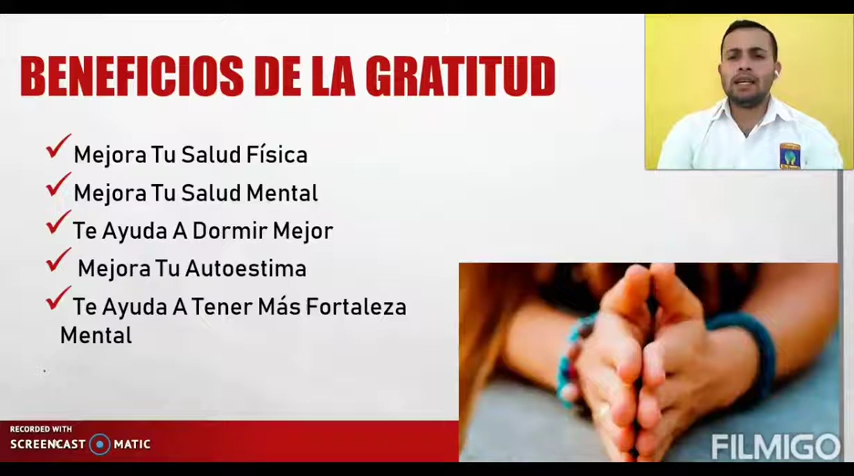 BENEFICIOS DE LA GRATITUD
Mejora Tu Salud Física
Mejora Tu Salud Mental
Te Ayuda A Dormir Mejor
Mejora Tu Autoestima
Te Ayuda A Tener Más Fortaleza
Mental
RECORDED WITH
SCREENCAST MATIC
FILMIGO